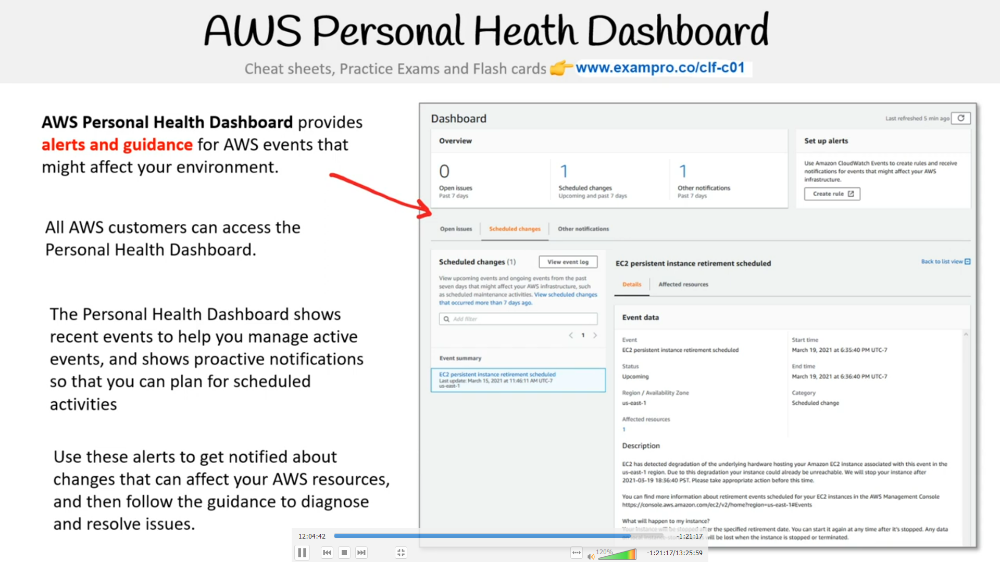 AWS Personal Heath Dashboard
Cheat sheets, Practice Exams and Flash cards 👉 www.exampro.co/clf-c01
AWS Personal Health Dashboard provides
alerts and guidance for AWS events that
might affect your environment.
All AWS customers can access the
Personal Health Dashboard.
The Personal Health Dashboard shows
recent events to help you manage active
events, and shows proactive notifications
so that you can plan for scheduled
activities
Use these alerts to get notified about
changes that can affect your AWS resources,
and then follow the guidance to diagnose
and resolve issues.
Dashboard
Last refreshed 5 min ago
Overview
0
Open issues
Past 7 days
1
Scheduled changes
Upcoming and past 7 days
1
Other notifications
Past 7 days
Set up alerts
Use Amazon CloudWatch Events to create rules and receive
notifications for events that might affect your AWS
infrastructure.
Create rule
Open issues
Scheduled changes
Other notifications
Scheduled changes (1)
View event log
View upcoming events and ongoing events from the past
seven days that might affect your AWS infrastructure, such
as scheduled maintenance activities. View scheduled changes
that occurred more than 7 days ago.
Add filter
1
Event summary
EC2 persistent instance retirement scheduled
Last update: March 15, 2021 at 11:46:11 AM UTC-7
us-east-1
EC2 persistent instance retirement scheduled
Back to list view
Details
Affected resources
Event data
Event
EC2 persistent instance retirement scheduled
Start time
March 19, 2021 at 6:35:40 PM UTC-7
Status
Upcoming
End time
March 19, 2021 at 6:36:40 PM UTC-7
Region / Availability Zone
us-east-1
Category
Scheduled change
Affected resources
1
Description
EC2 has detected degradation of the underlying hardware hosting your Amazon EC2 instance associated with this event in the
us-east-1 region. Due to this degradation your instance could already be unreachable. We will stop your instance after
2021-03-19 18:36:40 PST. Please take appropriate action before this time.
You can find more information about retirement events scheduled for your EC2 instances in the AWS Management Console
https://console.aws.amazon.com/ec2/v2/home?region=us-east-1#Events
What will happen to my instance?
Your instance will be stopped after the specified retirement date. You can start it again at any time after it's stopped. Any data
on local instance-store will be lost when the instance is stopped or terminated.
12:04:42
-1:21:17
120%
-1:21:17/13:25:59